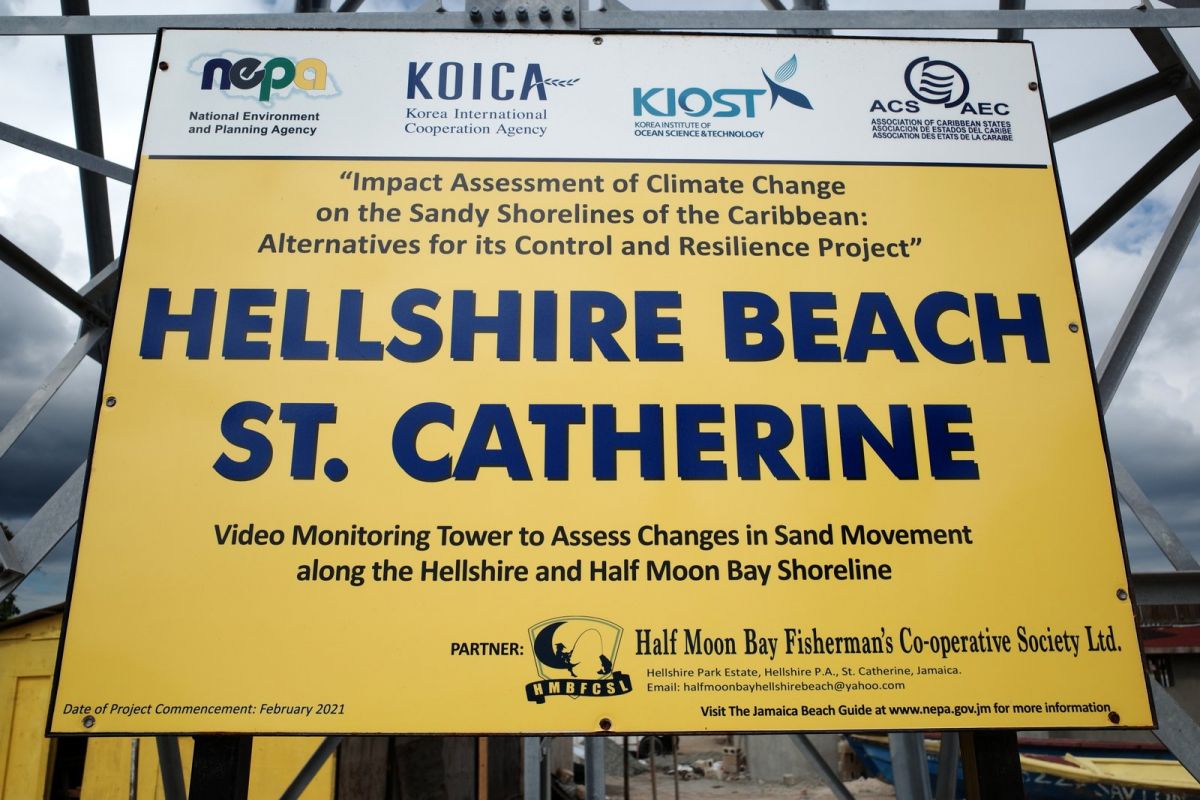 nepa
National Environment
and Planning Agency
KOICA
Korea International
Cooperation Agency
KIOST
KOREA INSTITUTE OF
OCEAN SCIENCE & TECHNOLOGY
ACS AEC
ASSOCIATION OF CARIBBEAN STATES
ASOCIACION DE ESTADOS DEL CARIBE
ASSOCIATION DES ETATS DE LA CARAIBE
“Impact Assessment of Climate Change
on the Sandy Shorelines of the Caribbean:
Alternatives for its Control and Resilience Project”
HELLSHIRE BEACH
ST. CATHERINE
Video Monitoring Tower to Assess Changes in Sand Movement
along the Hellshire and Half Moon Bay Shoreline
PARTNER:
HMBFCSL
Half Moon Bay Fisherman's Co-operative Society Ltd.
Hellshire Park Estate, Hellshire P.A., St. Catherine, Jamaica.
Email: halfmoonbayhellshirebeach@yahoo.com
Date of Project Commencement: February 2021
Visit The Jamaica Beach Guide at www.nepa.gov.jm for more information